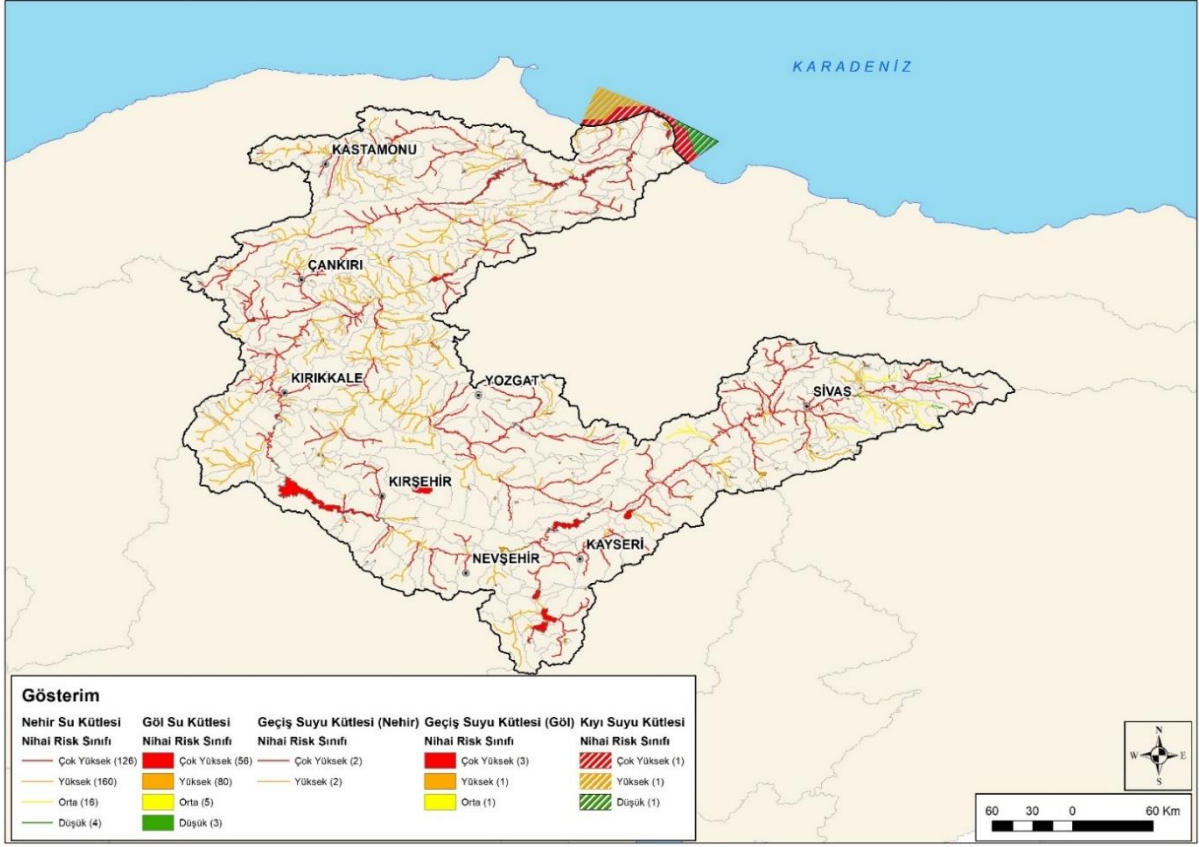 KARADENİZ
KASTAMONU
ÇANKIRI
KIRIKKALE
YOZGAT
SİVAS
KIRŞEHİR
KAYSERİ
NEVŞEHİR
Gösterim
Nehir Su Kütlesi
Nihai Risk Sınıfı
Çok Yüksek (126)
Yüksek (160)
Orta (16)
Düşük (4)
Göl Su Kütlesi
Nihai Risk Sınıfı
Çok Yüksek (56)
Yüksek (80)
Orta (5)
Düşük (3)
Geçiş Suyu Kütlesi (Nehir)
Nihai Risk Sınıfı
Çok Yüksek (2)
Yüksek (2)
Geçiş Suyu Kütlesi (Göl)
Nihai Risk Sınıfı
Çok Yüksek (3)
Yüksek (1)
Orta (1)
Kıyı Suyu Kütlesi
Nihai Risk Sınıfı
Çok Yüksek (1)
Yüksek (1)
Düşük (1)
N
W E
S
60 30 0 60 Km